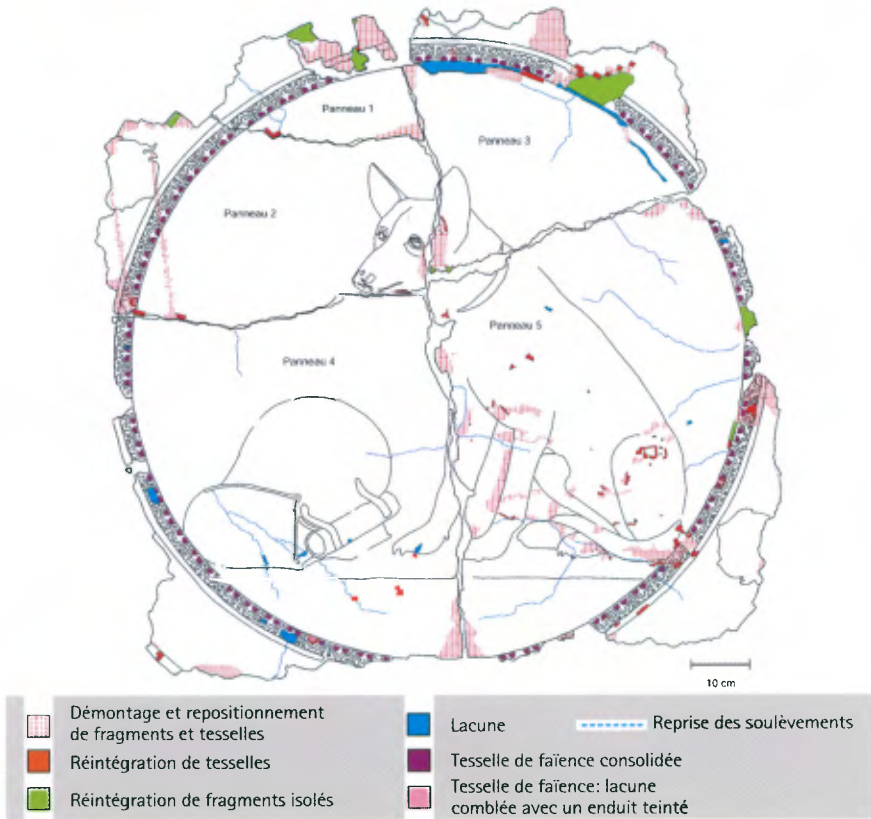 Panneau 1
Panneau 3
Panneau 2
Panneau 5
Panneau 4
10 cm
Démontage et repositionnement
de fragments et tesselles
Réintégration de tesselles
Réintégration de fragments isolés
Lacune
Tesselle de faïence consolidée
Tesselle de faïence: lacune
comblée avec un enduit teinté
Reprise des soulèvements